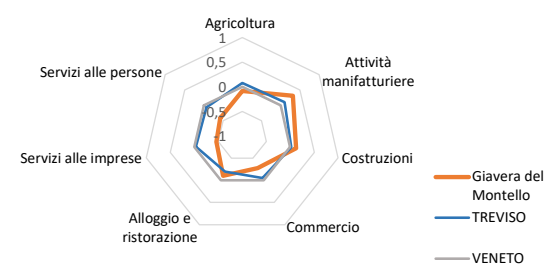 Agricoltura
1
0,5
0
-0,5
-1
Attività
manifatturiere
Costruzioni
Commercio
Alloggio e
ristorazione
Servizi alle imprese
Servizi alle persone
Giavera del
Montello
TREVISO
VENETO